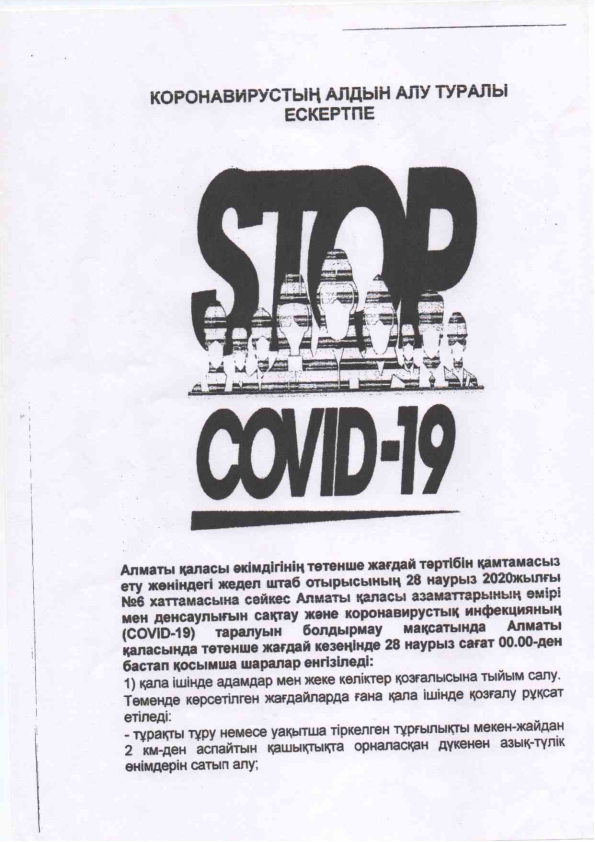 КОРОНАВИРУСТЫҢ АЛДЫН АЛУ ТУРАЛЫ
ЕСКЕРТПЕ
STOP
COVID-19
Алматы қаласы әкімдігінің төтенше жағдай тәртібін қамтамасыз
ету жөніндегі жедел штаб отырысының 28 наурыз 2020жылғы
№6 хаттамасына сейкес Алматы қаласы азаматтарының өмірі
мен денсаулығын сақтау және коронавирустық инфекцияның
(COVID-19) таралуын болдырмау мақсатында Алматы
қаласында төтенше жағдай кезеңінде 28 наурыз сағат 00.00-ден
бастап қосымша шаралар енгізіледі:
1) қала ішінде адамдар мен жеке көліктер қозғалысына тыйым салу.
Төменде көрсетілген жағдайларда ғана қала ішінде қозғалу рұқсат
етіледі:
- тұрақты тұру немесе уақытша тіркелген тұрғылықты мекен-жайдан
2 км-ден аспайтын қашықтықта орналасқан дүкенен азық-түлік
өнімдерін сатып алу;